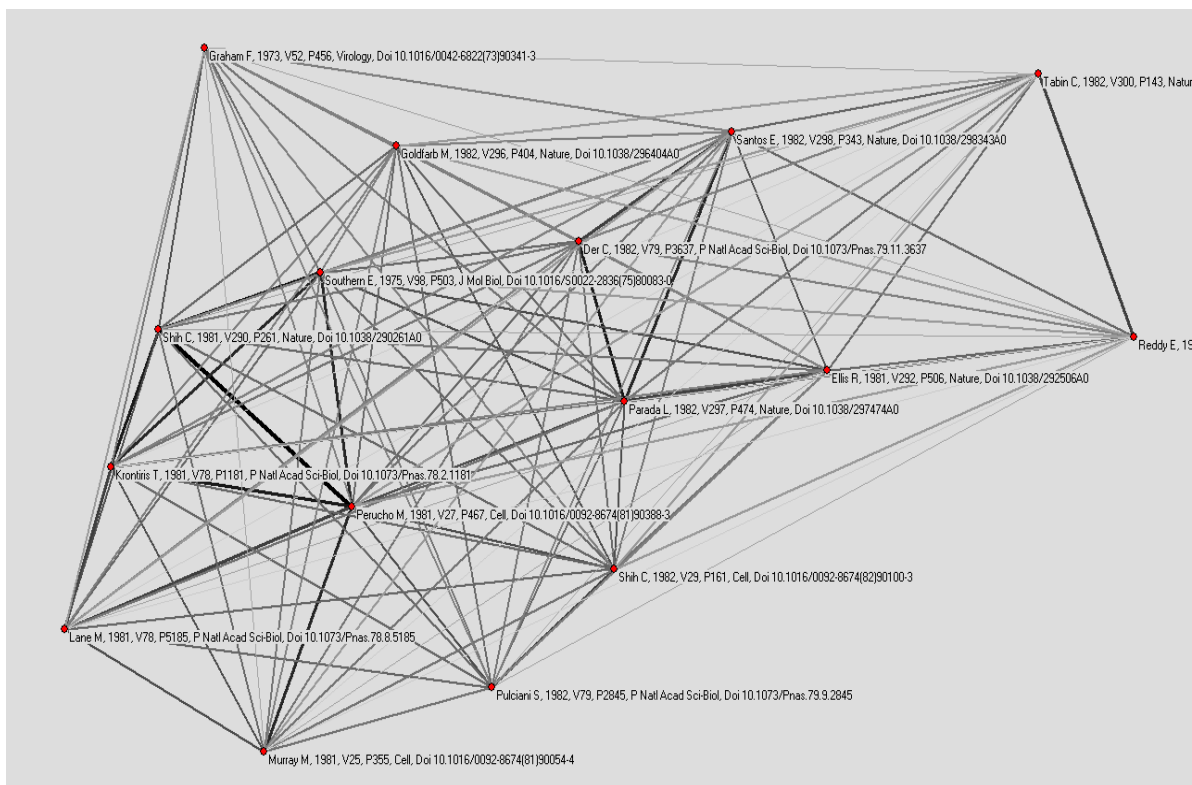 Graham F, 1973, V52, P456, Virology, Doi 10.1016/0042-6822(73)90341-3
Tabin C, 1982, V300, P143, Natur
Santos E, 1982, V298, P343, Nature, Doi 10.1038/298343A0
Goldfarb M, 1982, V296, P404, Nature, Doi 10.1038/296404A0
Der C, 1982, V79, P3637, P Natl Acad Sci-Biol, Doi 10.1073/Pnas.79.11.3637
Southern E, 1975, V98, P503, J Mol Biol, Doi 10.1016/S0022-2836(75)80083-0
Shih C, 1981, V290, P261, Nature, Doi 10.1038/290261A0
Reddy E, 19
Ellis R, 1981, V292, P506, Nature, Doi 10.1038/292506A0
Parada L, 1982, V297, P474, Nature, Doi 10.1038/297474A0
Krontiris T, 1981, V78, P1181, P Natl Acad Sci-Biol, Doi 10.1073/Pnas.78.2.1181
Perucho M, 1981, V27, P467, Cell, Doi 10.1016/0092-8674(81)90388-3
Shih C, 1982, V29, P161, Cell, Doi 10.1016/0092-8674(82)90100-3
Lane M, 1981, V78, P5185, P Natl Acad Sci-Biol, Doi 10.1073/Pnas.78.8.5185
Pulciani S, 1982, V79, P2845, P Natl Acad Sci-Biol, Doi 10.1073/Pnas.79.9.2845
Murray M, 1981, V25, P355, Cell, Doi 10.1016/0092-8674(81)90054-4